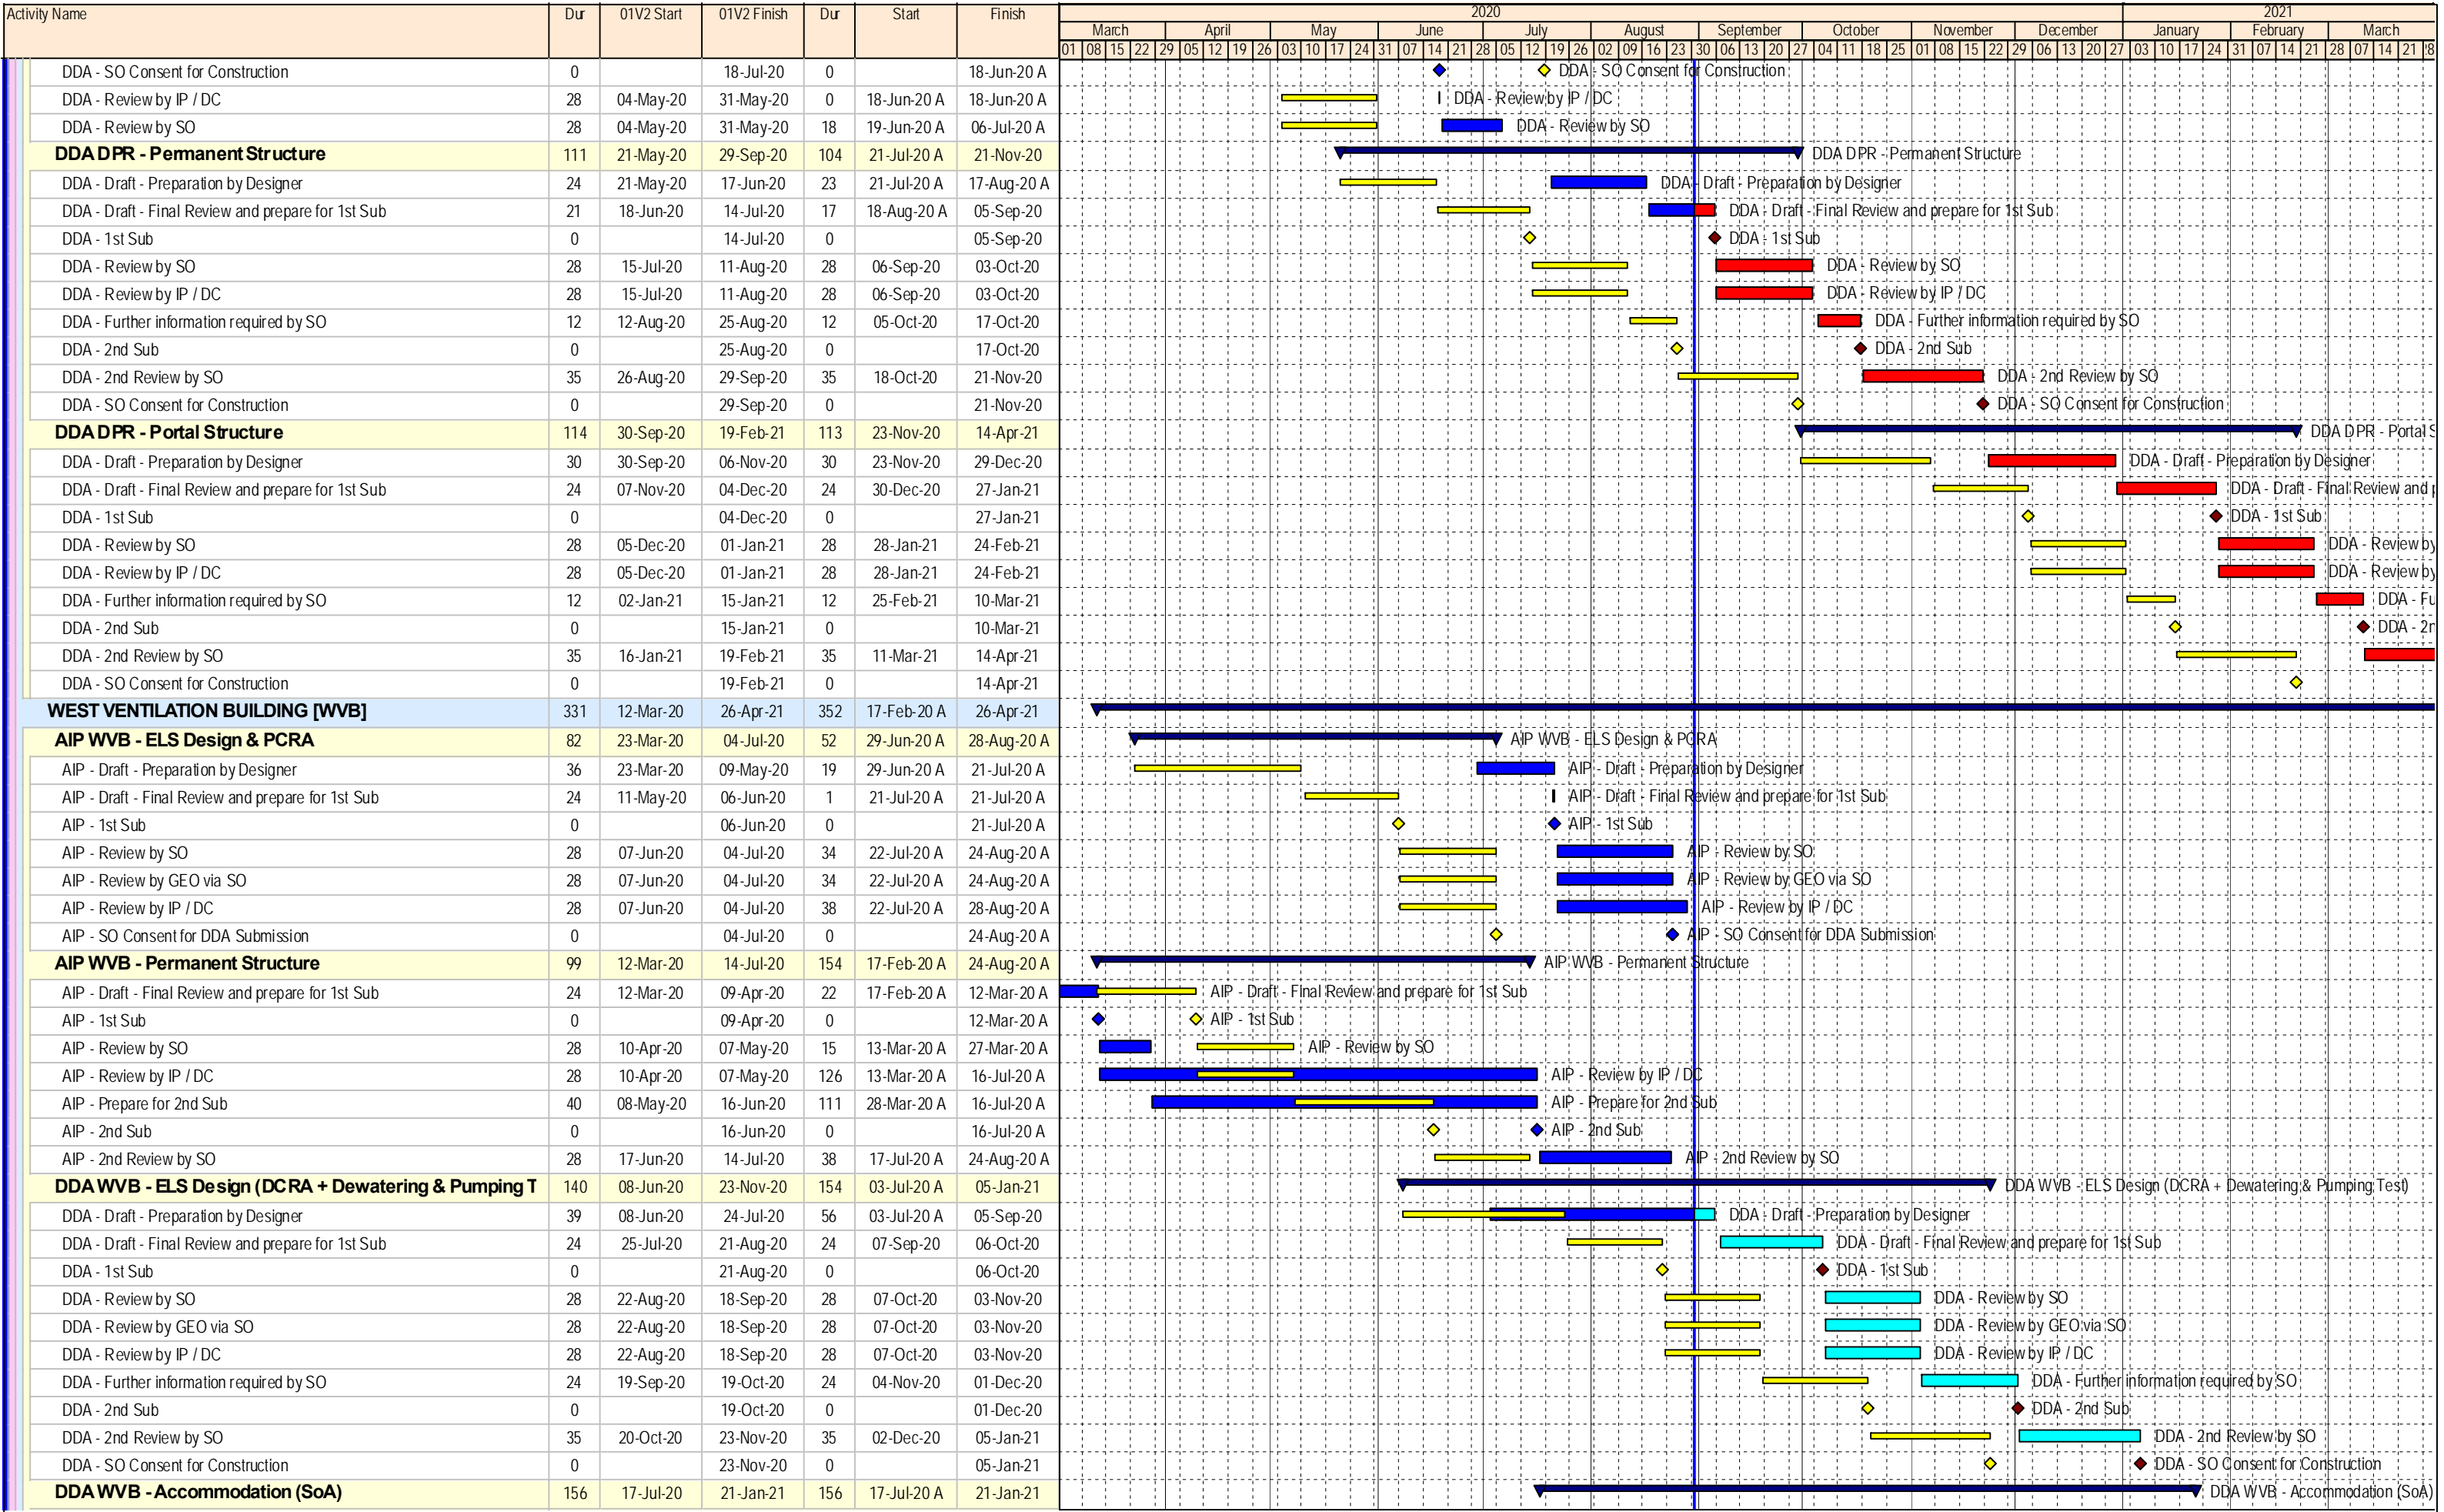 Activity Name Dur 01V2 Start 01V2 Finish Dur Start Finish 2020 2021
March April May June July August September October November December January February March
01 08 15 22 29 05 12 19 26 03 10 17 24 31 07 14 21 28 05 12 19 26 02 09 16 23 30 06 13 20 27 04 11 18 25 01 08 15 22 29 06 13 20 27 03 10 17 24 31 07 14 21 28 07 14 21
DDA - SO Consent for Construction 0 18-Jul-20 0 18-Jun-20 A DDA - SO Consent for Construction
DDA - Review by IP / DC 28 04-May-20 31-May-20 0 18-Jun-20 A 18-Jun-20 A DDA - Review by IP / DC
DDA - Review by SO 28 04-May-20 31-May-20 18 19-Jun-20 A 06-Jul-20 A DDA - Review by SO
DDA DPR - Permanent Structure 111 21-May-20 29-Sep-20 104 21-Jul-20 A 21-Nov-20 DDA DPR - Permanent Structure
DDA - Draft - Preparation by Designer 24 21-May-20 17-Jun-20 23 21-Jul-20 A 17-Aug-20 A DDA - Draft - Preparation by Designer
DDA - Draft - Final Review and prepare for 1st Sub 21 18-Jun-20 14-Jul-20 17 18-Aug-20 A 05-Sep-20 DDA - Draft - Final Review and prepare for 1st Sub
DDA - 1st Sub 0 14-Jul-20 0 05-Sep-20 DDA - 1st Sub
DDA - Review by SO 28 15-Jul-20 11-Aug-20 28 06-Sep-20 03-Oct-20 DDA - Review by SO
DDA - Review by IP / DC 28 15-Jul-20 11-Aug-20 28 06-Sep-20 03-Oct-20 DDA - Review by IP / DC
DDA - Further information required by SO 12 12-Aug-20 25-Aug-20 12 05-Oct-20 17-Oct-20 DDA - Further information required by SO
DDA - 2nd Sub 0 25-Aug-20 0 17-Oct-20 DDA - 2nd Sub
DDA - 2nd Review by SO 35 26-Aug-20 29-Sep-20 35 18-Oct-20 21-Nov-20 DDA - 2nd Review by SO
DDA - SO Consent for Construction 0 29-Sep-20 0 21-Nov-20 DDA - SO Consent for Construction
DDA DPR - Portal Structure 114 30-Sep-20 19-Feb-21 113 23-Nov-20 14-Apr-21 DDA DPR - Portal S
DDA - Draft - Preparation by Designer 30 30-Sep-20 06-Nov-20 30 23-Nov-20 29-Dec-20 DDA - Draft - Preparation by Designer
DDA - Draft - Final Review and prepare for 1st Sub 24 07-Nov-20 04-Dec-20 24 30-Dec-20 27-Jan-21 DDA - Draft - Final Review and p
DDA - 1st Sub 0 04-Dec-20 0 27-Jan-21 DDA - 1st Sub
DDA - Review by SO 28 05-Dec-20 01-Jan-21 28 28-Jan-21 24-Feb-21 DDA - Review by
DDA - Review by IP / DC 28 05-Dec-20 01-Jan-21 28 28-Jan-21 24-Feb-21 DDA - Review by
DDA - Further information required by SO 12 02-Jan-21 15-Jan-21 12 25-Feb-21 10-Mar-21 DDA - Fu
DDA - 2nd Sub 0 15-Jan-21 0 10-Mar-21 DDA - 2n
DDA - 2nd Review by SO 35 16-Jan-21 19-Feb-21 35 11-Mar-21 14-Apr-21
DDA - SO Consent for Construction 0 19-Feb-21 0 14-Apr-21
WEST VENTILATION BUILDING [WVB] 331 12-Mar-20 26-Apr-21 352 17-Feb-20 A 26-Apr-21
AIP WVB - ELS Design & PCRA 82 23-Mar-20 04-Jul-20 52 29-Jun-20 A 28-Aug-20 A AIP WVB - ELS Design & PCRA
AIP - Draft - Preparation by Designer 36 23-Mar-20 09-May-20 19 29-Jun-20 A 21-Jul-20 A AIP - Draft - Preparation by Designer
AIP - Draft - Final Review and prepare for 1st Sub 24 11-May-20 06-Jun-20 1 21-Jul-20 A 21-Jul-20 A AIP - Draft - Final Review and prepare for 1st Sub
AIP - 1st Sub 0 06-Jun-20 0 21-Jul-20 A AIP - 1st Sub
AIP - Review by SO 28 07-Jun-20 04-Jul-20 34 22-Jul-20 A 24-Aug-20 A AIP - Review by SO
AIP - Review by GEO via SO 28 07-Jun-20 04-Jul-20 34 22-Jul-20 A 24-Aug-20 A AIP - Review by GEO via SO
AIP - Review by IP / DC 28 07-Jun-20 04-Jul-20 38 22-Jul-20 A 28-Aug-20 A AIP - Review by IP / DC
AIP - SO Consent for DDA Submission 0 04-Jul-20 0 24-Aug-20 A AIP - SO Consent for DDA Submission
AIP WVB - Permanent Structure 99 12-Mar-20 14-Jul-20 154 17-Feb-20 A 24-Aug-20 A AIP WVB - Permanent Structure
AIP - Draft - Final Review and prepare for 1st Sub 24 12-Mar-20 09-Apr-20 22 17-Feb-20 A 12-Mar-20 A AIP - Draft - Final Review and prepare for 1st Sub
AIP - 1st Sub 0 09-Apr-20 0 12-Mar-20 A AIP - 1st Sub
AIP - Review by SO 28 10-Apr-20 07-May-20 15 13-Mar-20 A 27-Mar-20 A AIP - Review by SO
AIP - Review by IP / DC 28 10-Apr-20 07-May-20 126 13-Mar-20 A 16-Jul-20 A AIP - Review by IP / DC
AIP - Prepare for 2nd Sub 40 08-May-20 16-Jun-20 111 28-Mar-20 A 16-Jul-20 A AIP - Prepare for 2nd Sub
AIP - 2nd Sub 0 16-Jun-20 0 16-Jul-20 A AIP - 2nd Sub
AIP - 2nd Review by SO 28 17-Jun-20 14-Jul-20 38 17-Jul-20 A 24-Aug-20 A AIP - 2nd Review by SO
DDA WVB - ELS Design (DCRA + Dewatering & Pumping T 140 08-Jun-20 23-Nov-20 154 03-Jul-20 A 05-Jan-21 DDA WVB - ELS Design (DCRA + Dewatering & Pumping Test)
DDA - Draft - Preparation by Designer 39 08-Jun-20 24-Jul-20 56 03-Jul-20 A 05-Sep-20 DDA - Draft - Preparation by Designer
DDA - Draft - Final Review and prepare for 1st Sub 24 25-Jul-20 21-Aug-20 24 07-Sep-20 06-Oct-20 DDA - Draft - Final Review and prepare for 1st Sub
DDA - 1st Sub 0 21-Aug-20 0 06-Oct-20 DDA - 1st Sub
DDA - Review by SO 28 22-Aug-20 18-Sep-20 28 07-Oct-20 03-Nov-20 DDA - Review by SO
DDA - Review by GEO via SO 28 22-Aug-20 18-Sep-20 28 07-Oct-20 03-Nov-20 DDA - Review by GEO via SO
DDA - Review by IP / DC 28 22-Aug-20 18-Sep-20 28 07-Oct-20 03-Nov-20 DDA - Review by IP / DC
DDA - Further information required by SO 24 19-Sep-20 19-Oct-20 24 04-Nov-20 01-Dec-20 DDA - Further information required by SO
DDA - 2nd Sub 0 19-Oct-20 0 01-Dec-20 DDA - 2nd Sub
DDA - 2nd Review by SO 35 20-Oct-20 23-Nov-20 35 02-Dec-20 05-Jan-21 DDA - 2nd Review by SO
DDA - SO Consent for Construction 0 23-Nov-20 0 05-Jan-21 DDA - SO Consent for Construction
DDA WVB - Accommodation (SoA) 156 17-Jul-20 21-Jan-21 156 17-Jul-20 A 21-Jan-21 DDA WVB - Accommodation (SoA)